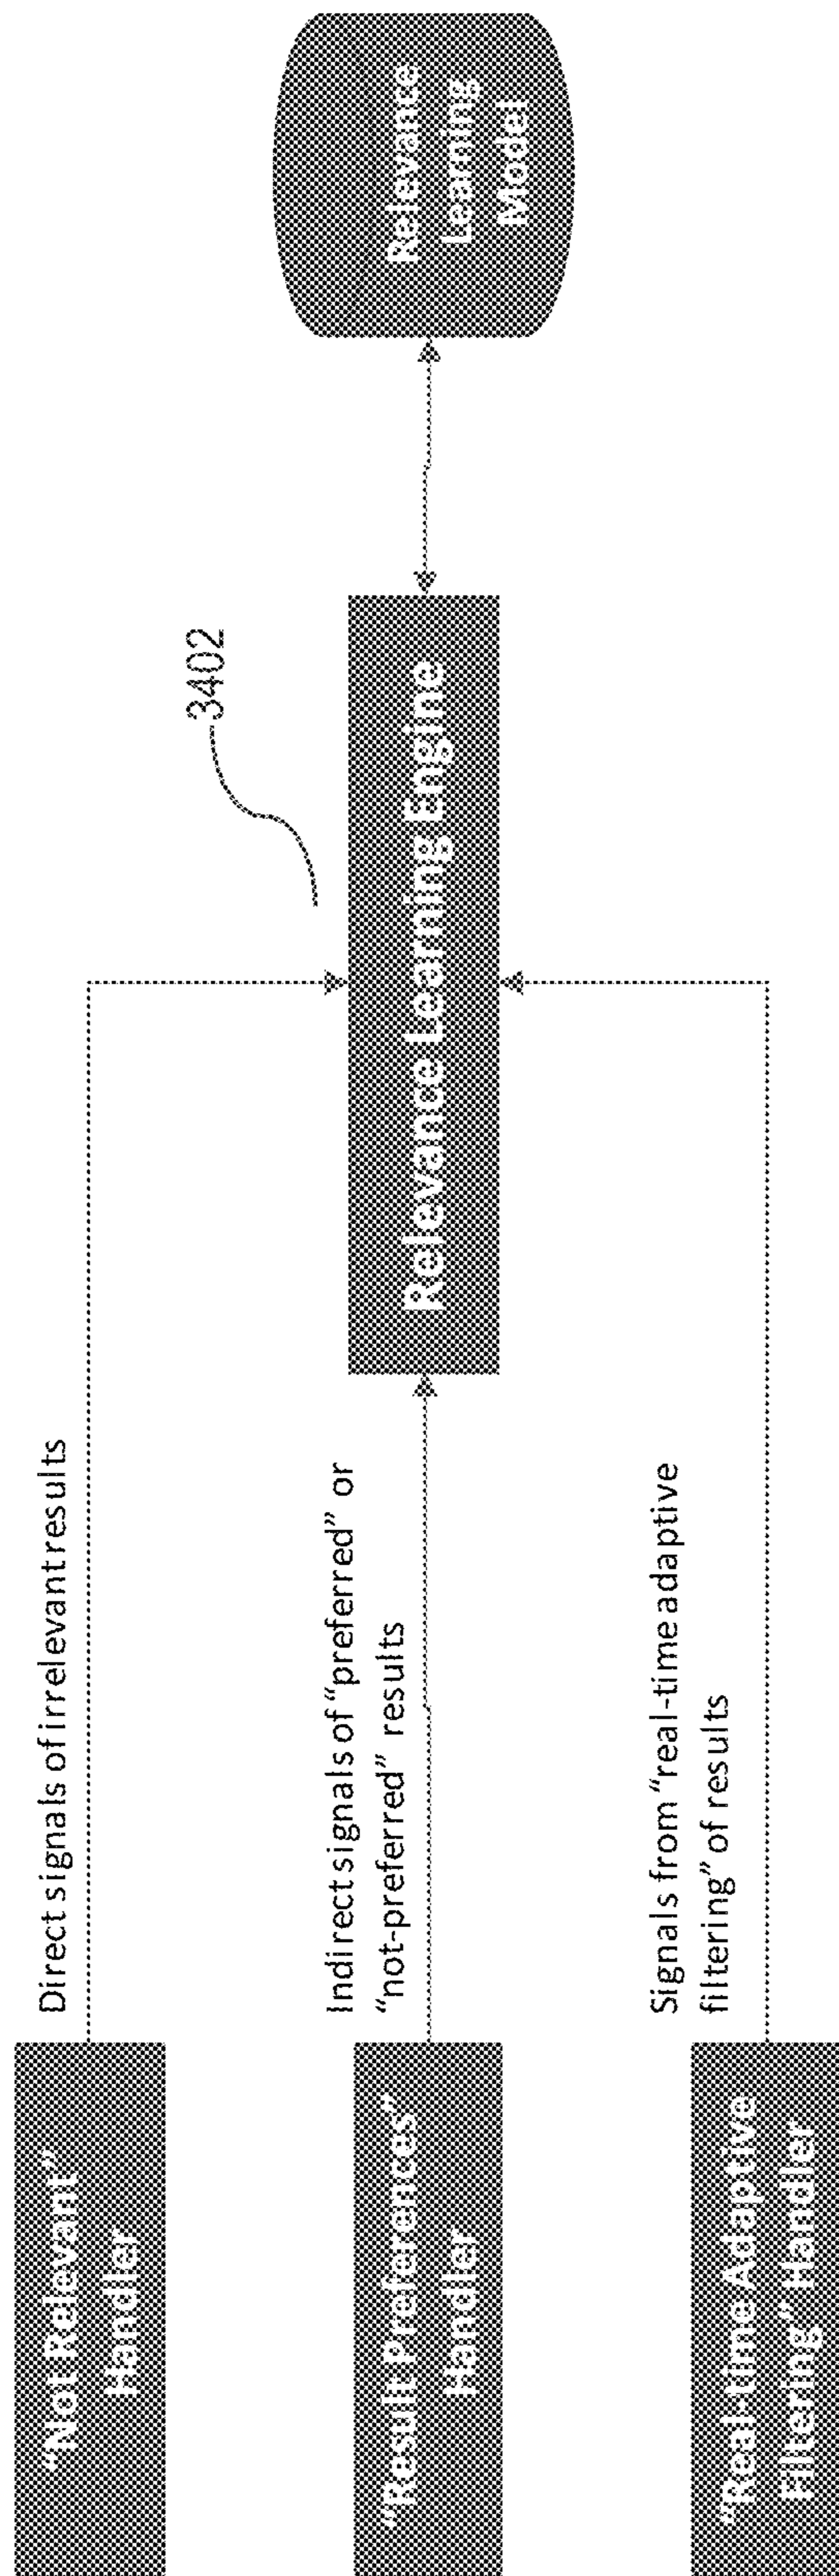 “Not Relevant”
Handler
Direct signals of irrelevant results
“Result Preferences”
Handler
Indirect signals of “preferred” or
“not-preferred” results
“Real-time Adaptive
Filtering” Handler
Signals from “real-time adaptive
filtering” of results
Relevance Learning Engine
3402
Relevance
Learning
Model